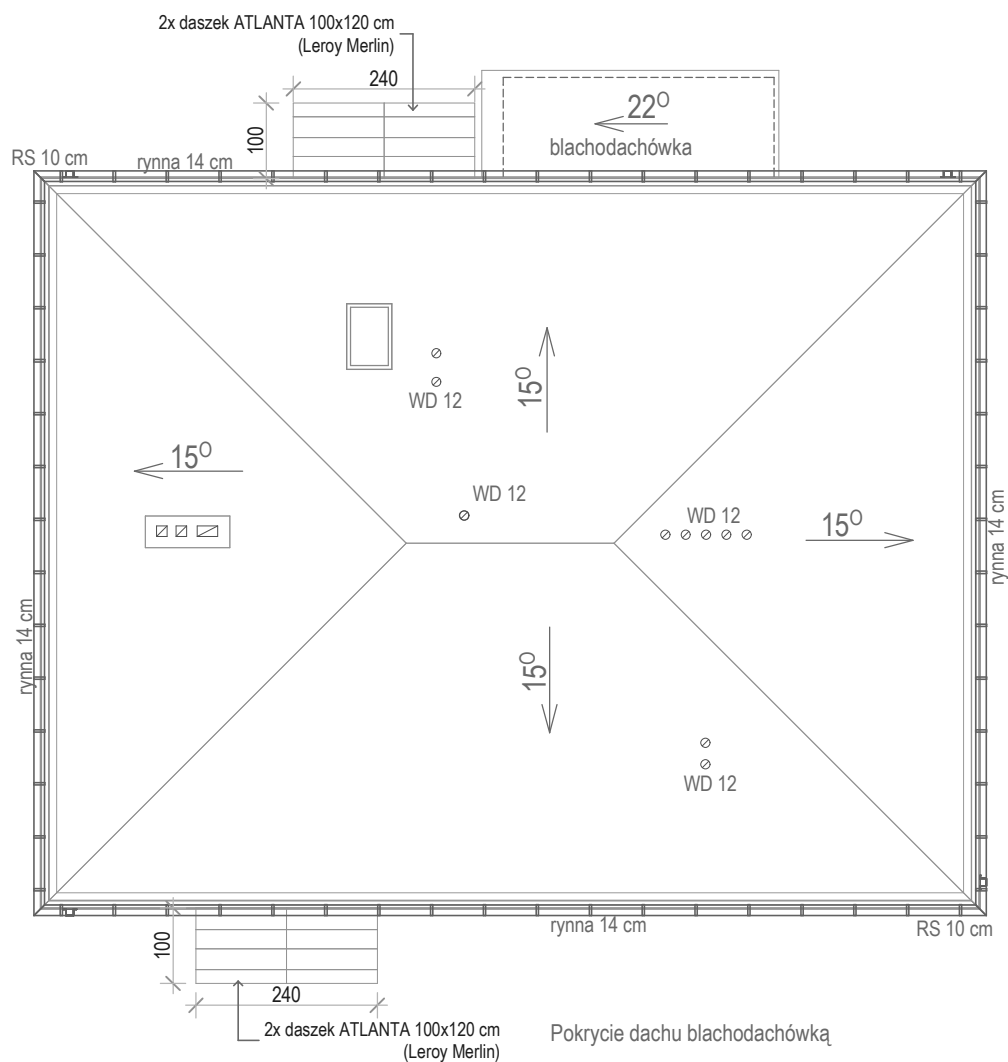 2x daszek ATLANTA 100x120 cm
(Leroy Merlin)
240
100
22°
blachodachówka
RS 10 cm
rynna 14 cm
15°
WD 12
15°
WD 12
WD 12
15°
rynna 14 cm
rynna 14 cm
15°
WD 12
100
rynna 14 cm
RS 10 cm
240
2x daszek ATLANTA 100x120 cm
(Leroy Merlin)
Pokrycie dachu blachodachówką